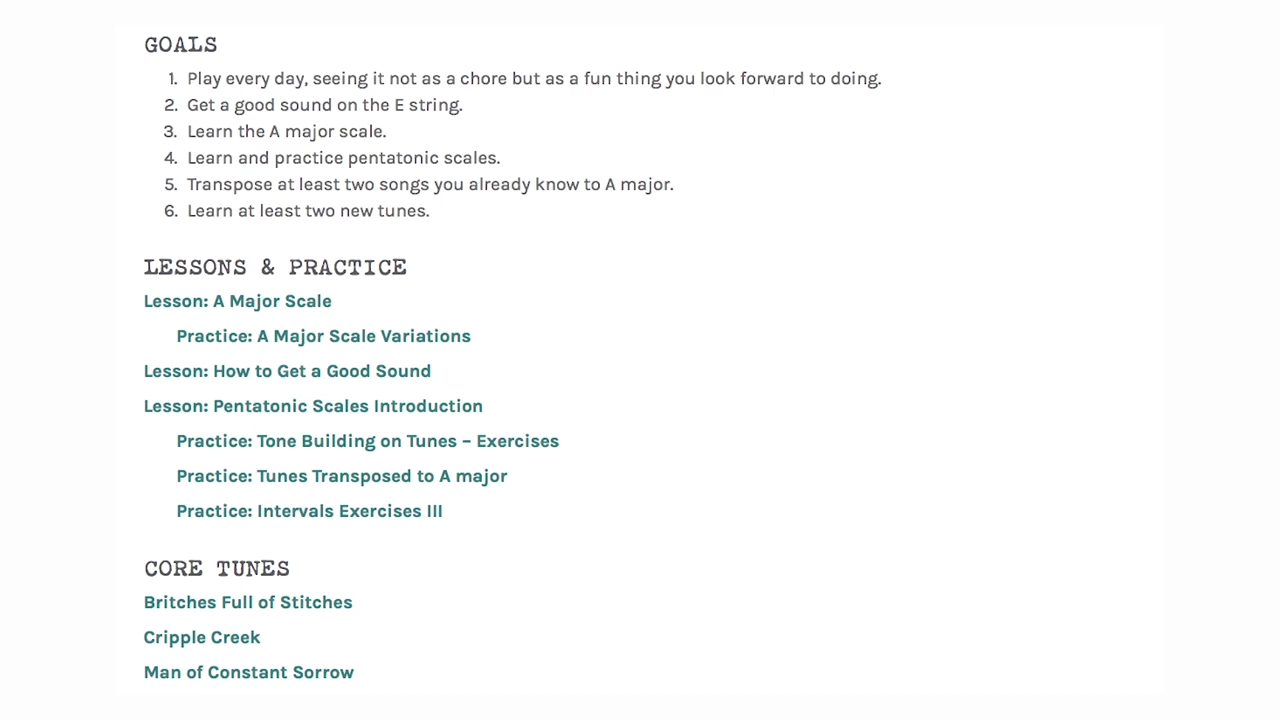 GOALS
1. Play every day, seeing it not as a chore but as a fun thing you look forward to doing.
2. Get a good sound on the E string.
3. Learn the A major scale.
4. Learn and practice pentatonic scales.
5. Transpose at least two songs you already know to A major.
6. Learn at least two new tunes.
LESSONS & PRACTICE
Lesson: A Major Scale
Practice: A Major Scale Variations
Lesson: How to Get a Good Sound
Lesson: Pentatonic Scales Introduction
Practice: Tone Building on Tunes – Exercises
Practice: Tunes Transposed to A major
Practice: Intervals Exercises III
CORE TUNES
Britches Full of Stitches
Cripple Creek
Man of Constant Sorrow